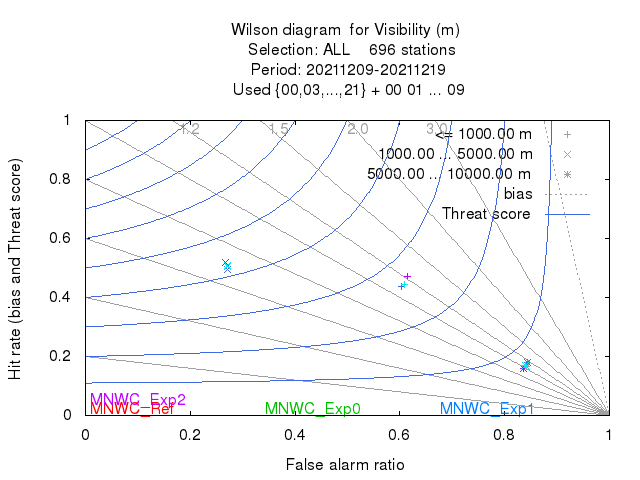 Wilson diagram for Visibility (m)
Selection: ALL 696 stations
Period: 20211209-20211219
Used {00,03,...,21} + 00 01 ... 09
1.2 1.5 2.0 3.0
<= 1000.00 m
1000.00 ... 5000.00 m
5000.00 ... 10000.00 m
bias
Threat score
Hit rate (bias and Threat score)
1
0.8
0.6
0.4
0.2
0
MNWC_Exp2
MNWC_Ref MNWC_Exp0 MNWC_Exp1
0 0.2 0.4 0.6 0.8 1
False alarm ratio